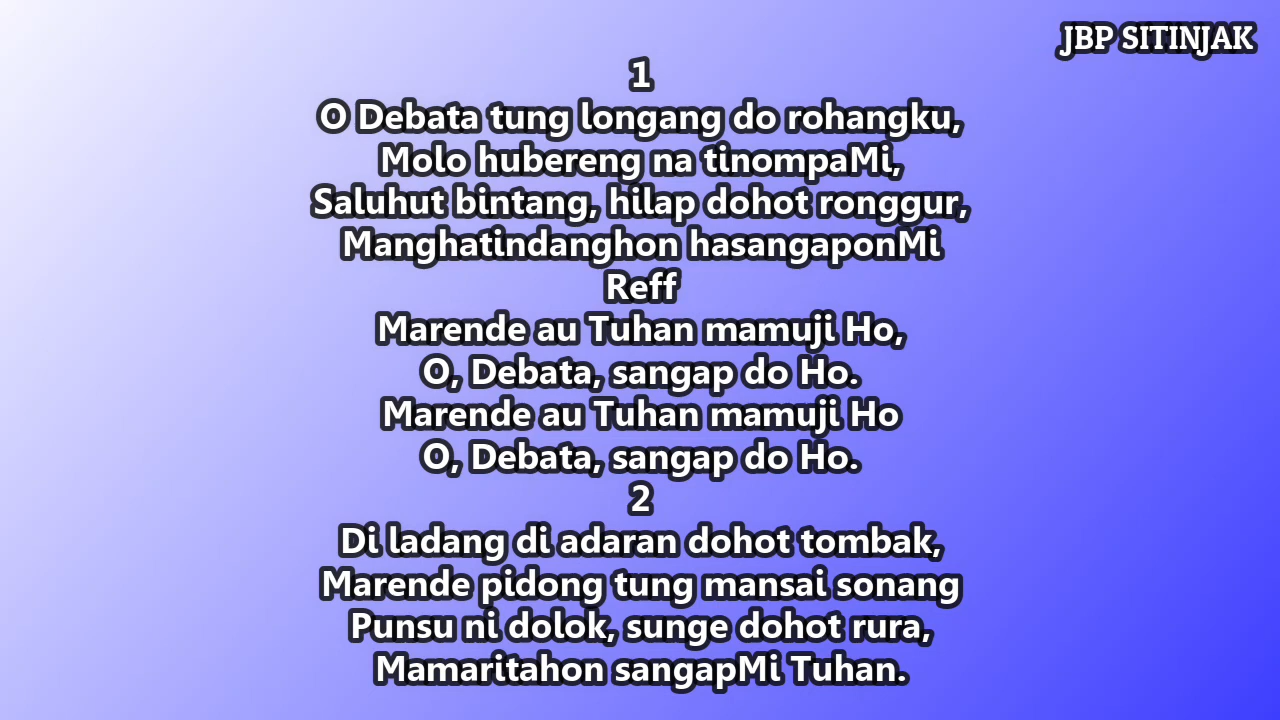 JBP SITINJAK
1
O Debata tung longang do rohangku,
Molo hubereng na tinompaMi,
Saluhut bintang, hilap dohot ronggur,
Manghatindanghon hasangaponMi
Reff
Marende au Tuhan mamuji Ho,
O, Debata, sangap do Ho.
Marende au Tuhan mamuji Ho
O, Debata, sangap do Ho.
2
Di ladang di adaran dohot tombak,
Marende pidong tung mansai sonang
Punsu ni dolok, sunge dohot rura,
Mamaritahon sangapMi Tuhan.